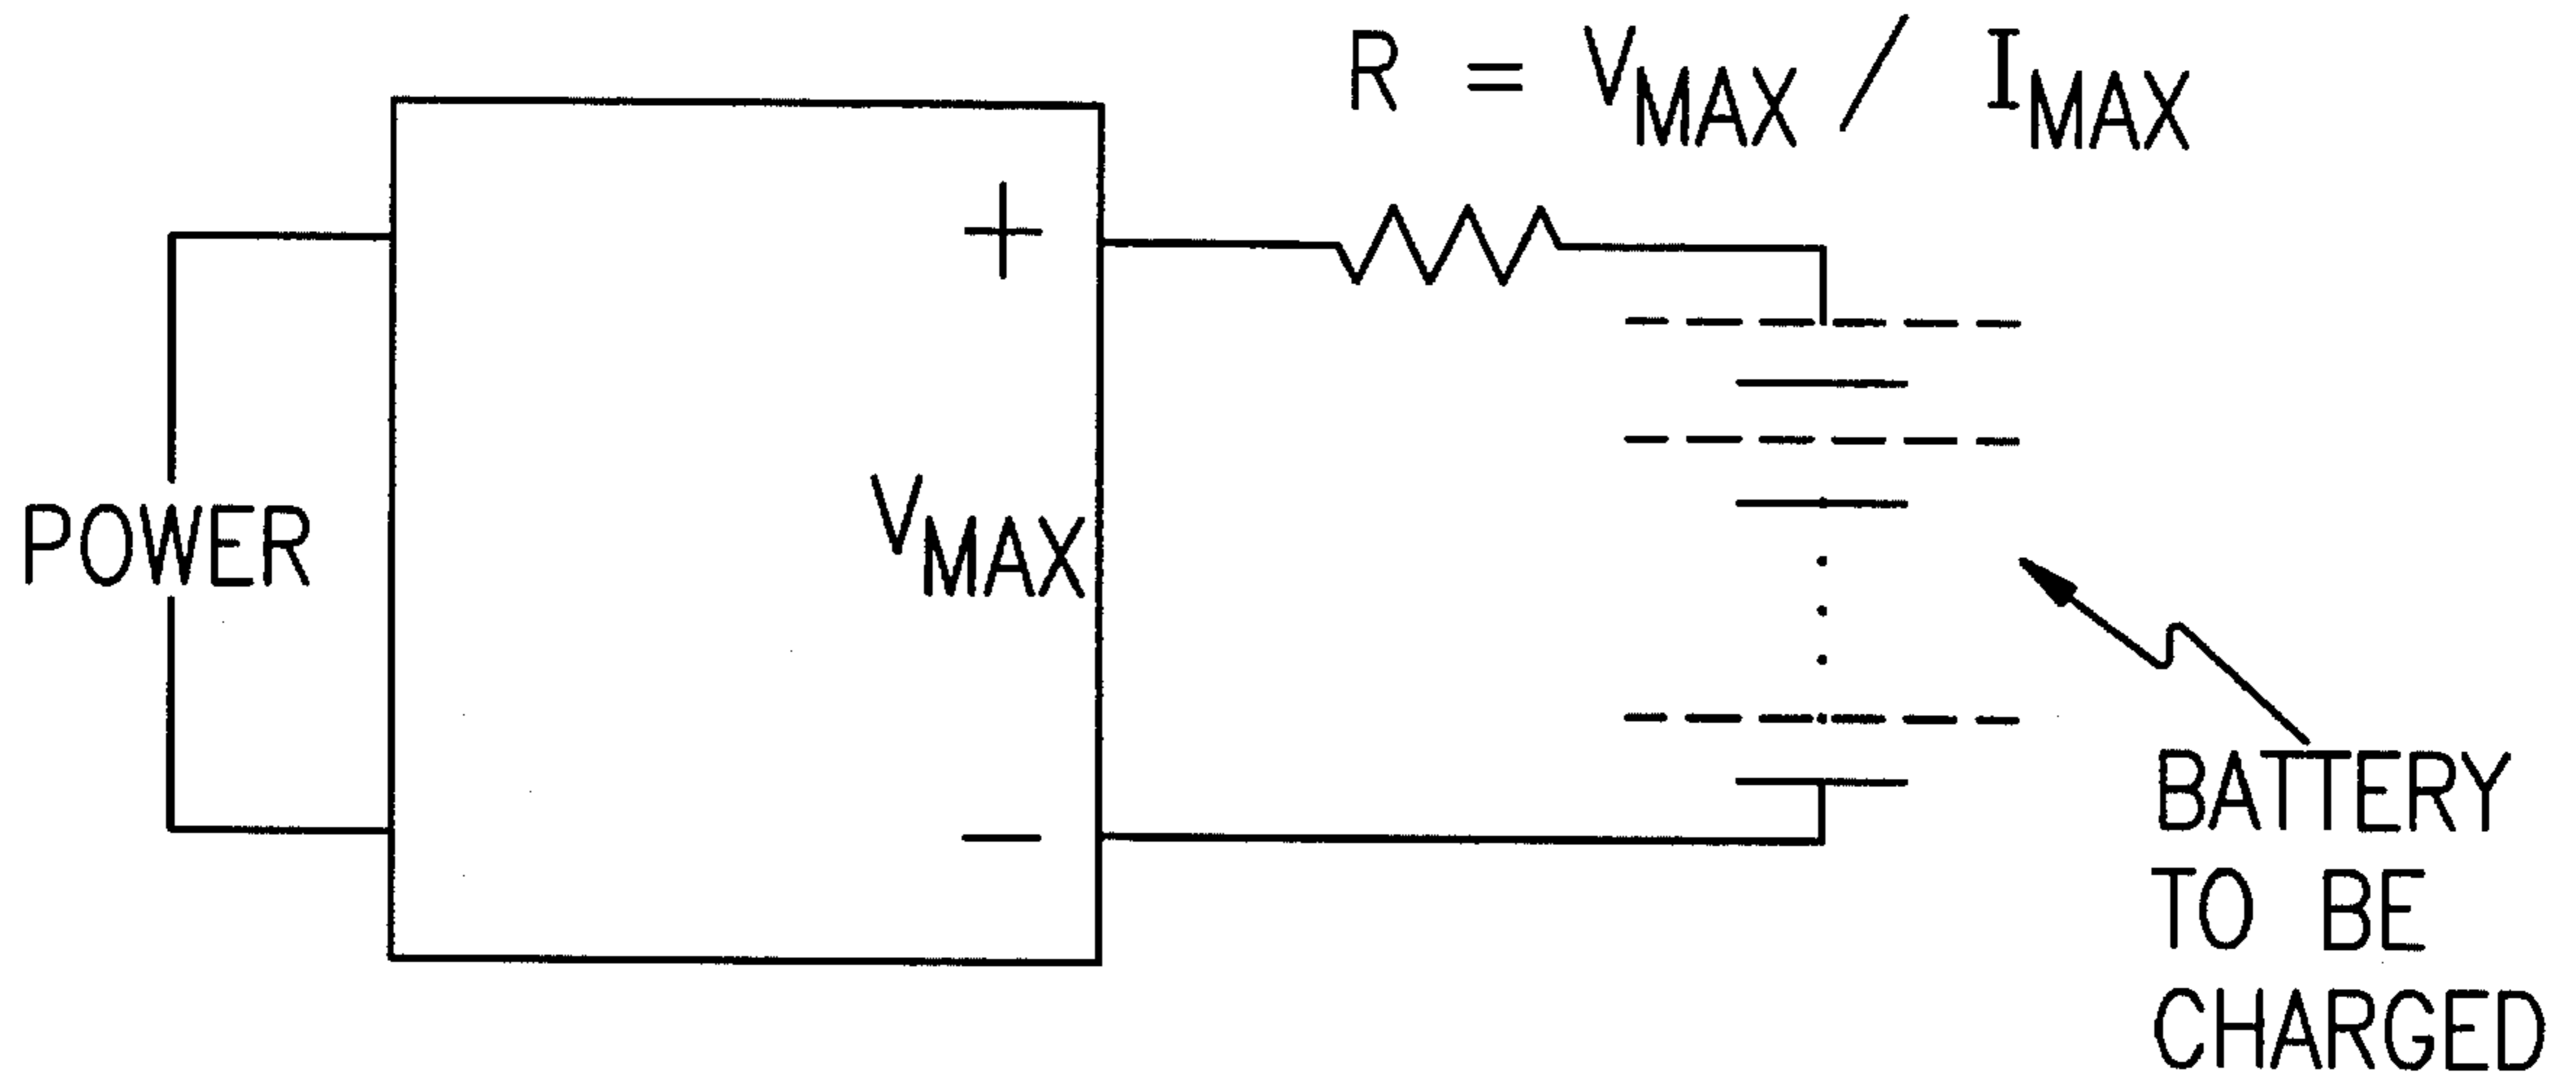 R = VMAX / IMAX
+
POWER
VMAX
−
BATTERY
TO BE
CHARGED